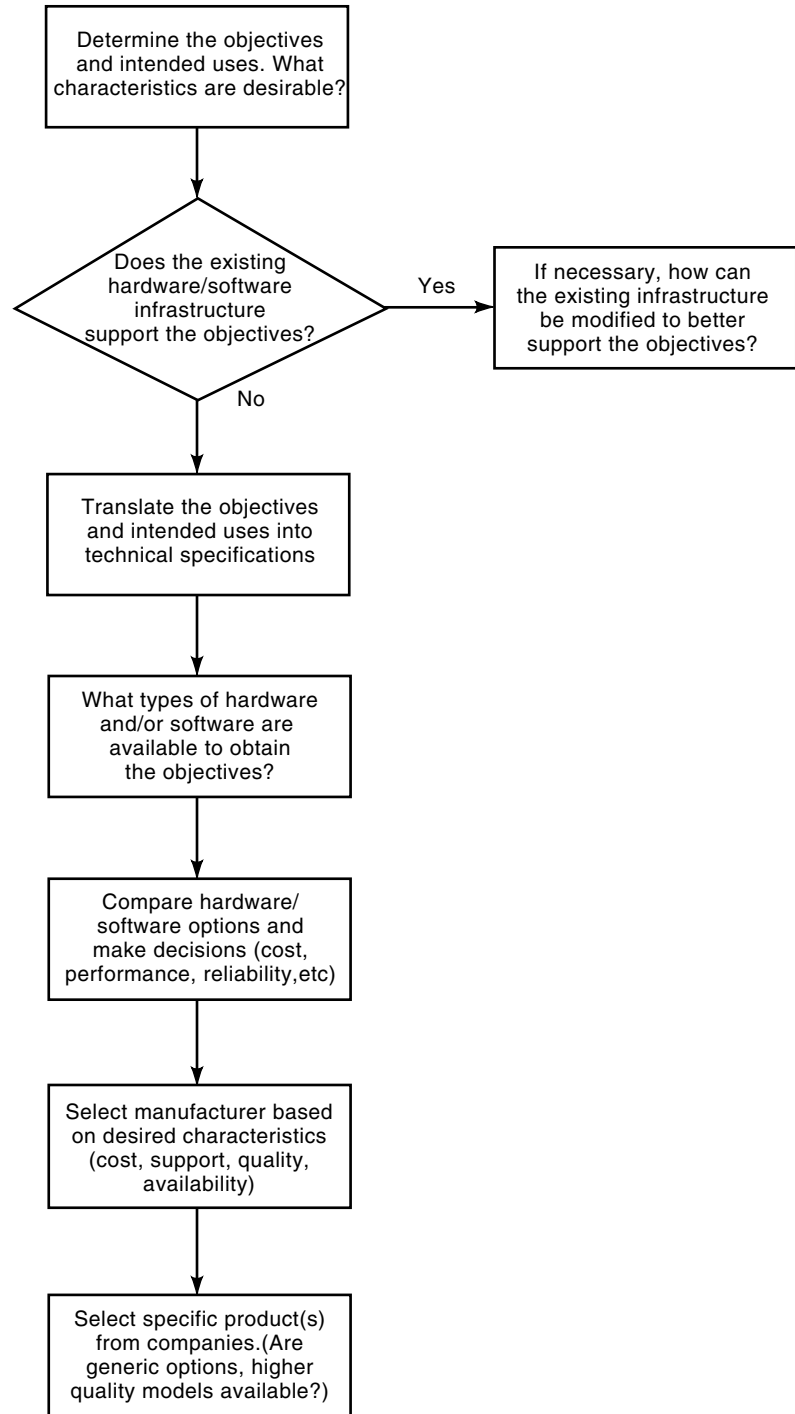 Determine the objectives
and intended uses. What
characteristics are desirable?
Does the existing
hardware/software
infrastructure
support the objectives?
Yes
If necessary, how can
the existing infrastructure
be modified to better
support the objectives?
No
Translate the objectives
and intended uses into
technical specifications
What types of hardware
and/or software are
available to obtain
the objectives?
Compare hardware/
software options and
make decisions (cost,
performance, reliability,etc)
Select manufacturer based
on desired characteristics
(cost, support, quality,
availability)
Select specific product(s)
from companies.(Are
generic options, higher
quality models available?)